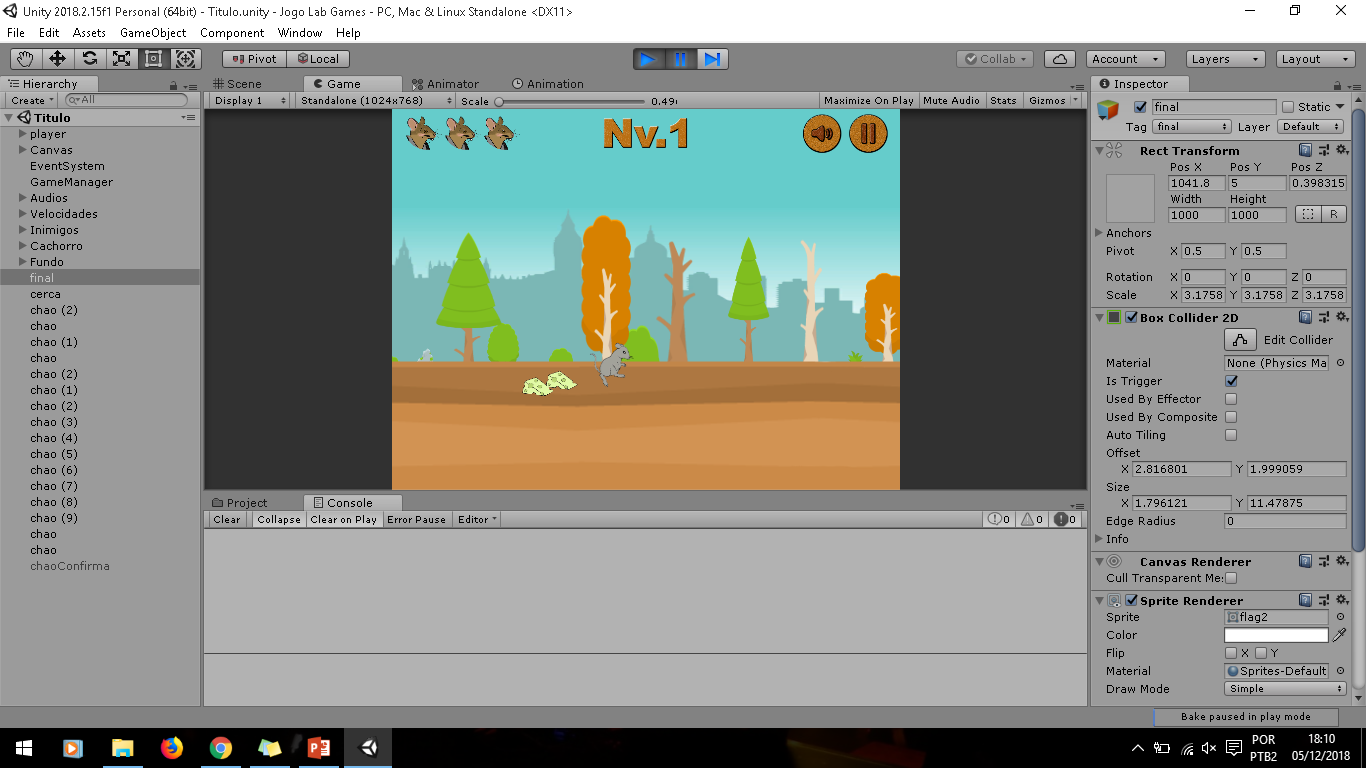 Unity 2018.2.15f1 Personal (64bit) - Titulo.unity - Jogo Lab Games - PC, Mac & Linux Standalone <DX11>
File Edit Assets GameObject Component Window Help
Pivot Local Collab Account Layers Layout
Hierarchy
Create All
Titulo
player
Canvas
EventSystem
GameManager
Audios
Velocidades
Inimigos
Cachorro
Fundo
final
cerca
chao (2)
chao
chao (1)
chao
chao (2)
chao (1)
chao (2)
chao (3)
chao (4)
chao (5)
chao (6)
chao (7)
chao (8)
chao (9)
chao
chao
chaoConfirma
Scene Game Animator Animation
Display 1 Standalone (1024x768) Scale 0.49 Maximize On Play Mute Audio Stats Gizmos
Nv.1
Project Console
Clear Collapse Clear on Play Error Pause Editor 0 0 0
Inspector
final Static
Tag final Layer Default
Rect Transform
Pos X Pos Y Pos Z
1041.8 5 0.398315
Width Height
1000 1000 R
Anchors
Pivot X 0.5 Y 0.5
Rotation X 0 Y 0 Z 0
Scale X 3.1758 Y 3.1758 Z 3.1758
Box Collider 2D
Edit Collider
Material None (Physics Ma
Is Trigger
Used By Effector
Used By Composite
Auto Tiling
Offset
X 2.816801 Y 1.999059
Size
X 1.796121 Y 11.47875
Edge Radius 0
Info
Canvas Renderer
Cull Transparent Me:
Sprite Renderer
Sprite flag2
Color
Flip X Y
Material Sprites-Default
Draw Mode Simple
Bake paused in play mode
POR 18:10
PTB2 05/12/2018